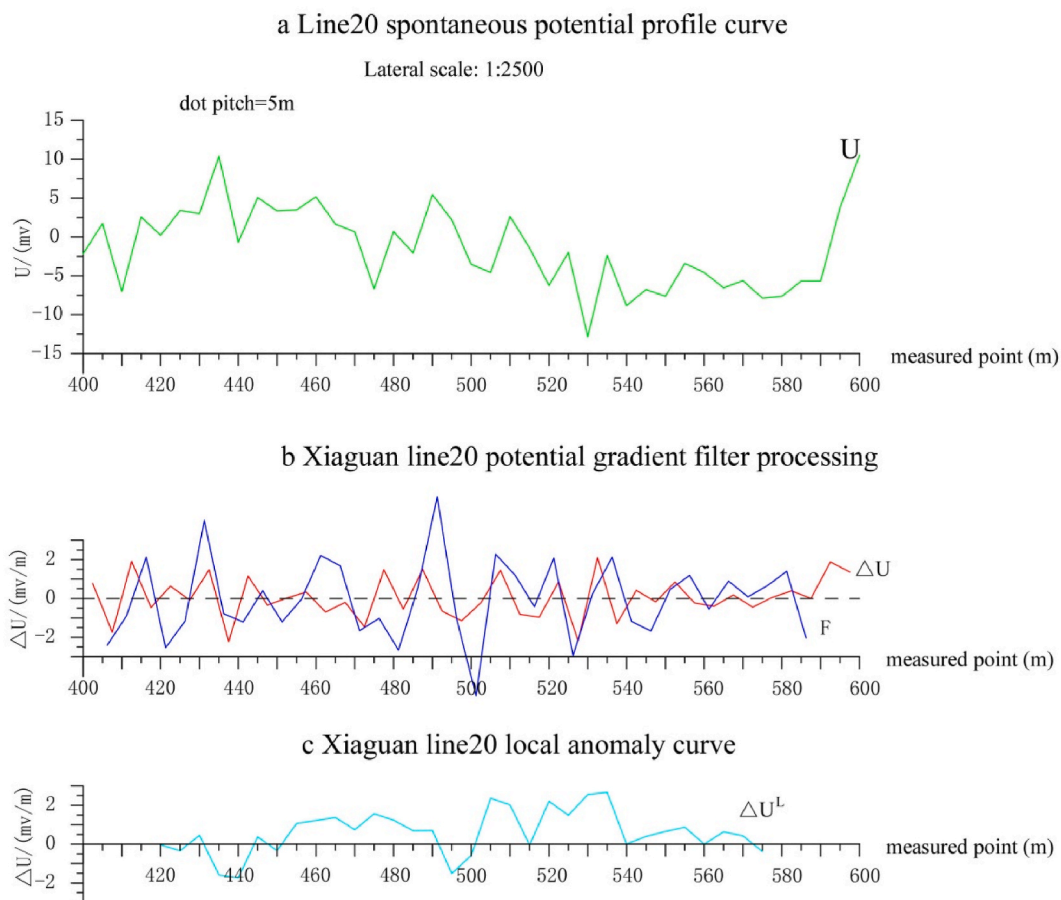 a Line20 spontaneous potential profile curve
Lateral scale: 1:2500
dot pitch=5m
15
10
5
0
-5
-10
-15
U/(mv)
U
400 420 440 460 480 500 520 540 560 580 600
measured point (m)
b Xiaguan line20 potential gradient filter processing
2
0
-2
△U/(mv/m)
△U
F
400 420 440 460 480 500 520 540 560 580 600
measured point (m)
c Xiaguan line20 local anomaly curve
2
0
-2
△U/(mv/m)
△U^L
measured point (m)
420 440 460 480 500 520 540 560 580 600